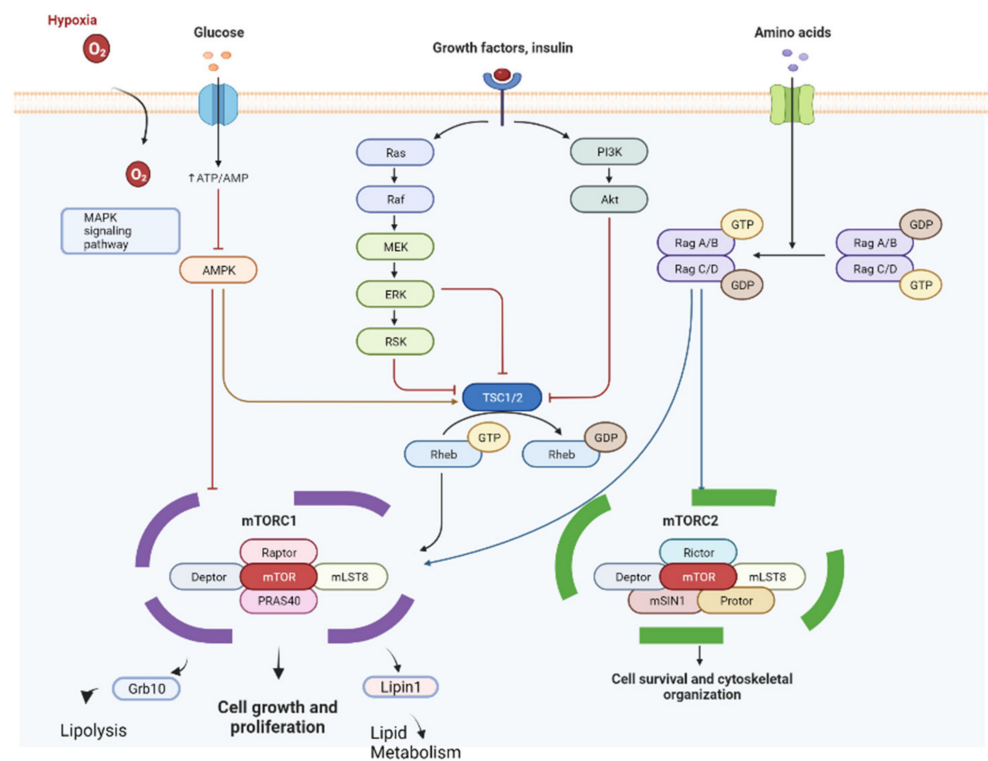 Hypoxia
O2
Glucose
Growth factors, insulin
Amino acids
O2
↑ATP/AMP
MAPK
signaling
pathway
AMPK
Ras
Raf
MEK
ERK
RSK
PI3K
Akt
Rag A/B
GTP
Rag C/D
GDP
Rag A/B
GDP
Rag C/D
GTP
TSC1/2
Rheb
GTP
Rheb
GDP
mTORC1
Raptor
Deptor
mTOR
mLST8
PRAS40
mTORC2
Rictor
Deptor
mTOR
mLST8
mSIN1
Protor
Grb10
Lipolysis
Cell growth and
proliferation
Lipin1
Lipid
Metabolism
Cell survival and cytoskeletal
organization